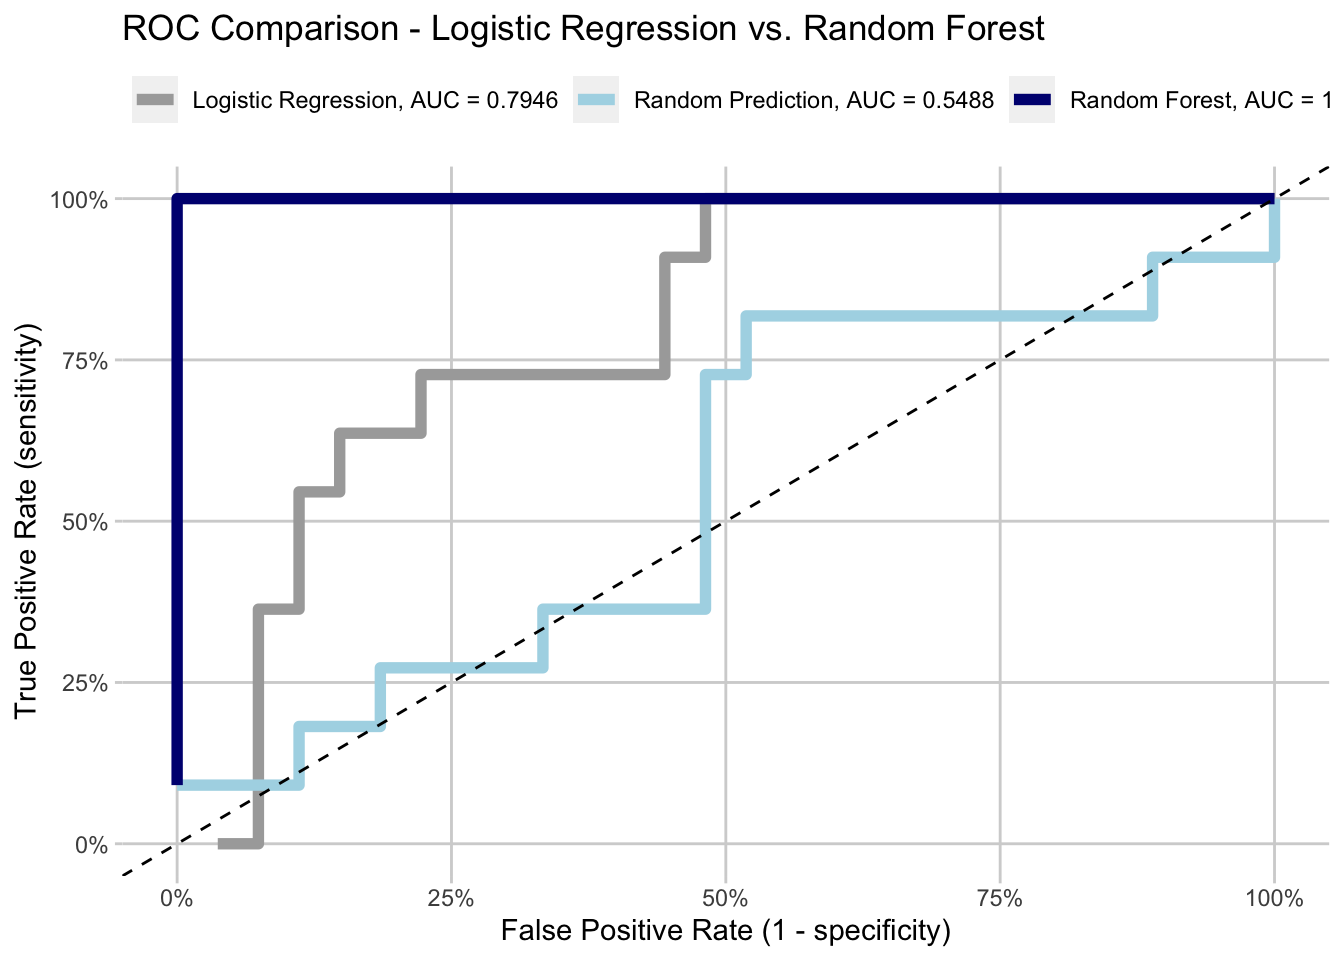 ROC Comparison - Logistic Regression vs. Random Forest
Logistic Regression, AUC = 0.7946 Random Prediction, AUC = 0.5488 Random Forest, AUC = 1
100%
75%
50%
25%
0%
True Positive Rate (sensitivity)
0% 25% 50% 75% 100%
False Positive Rate (1 - specificity)